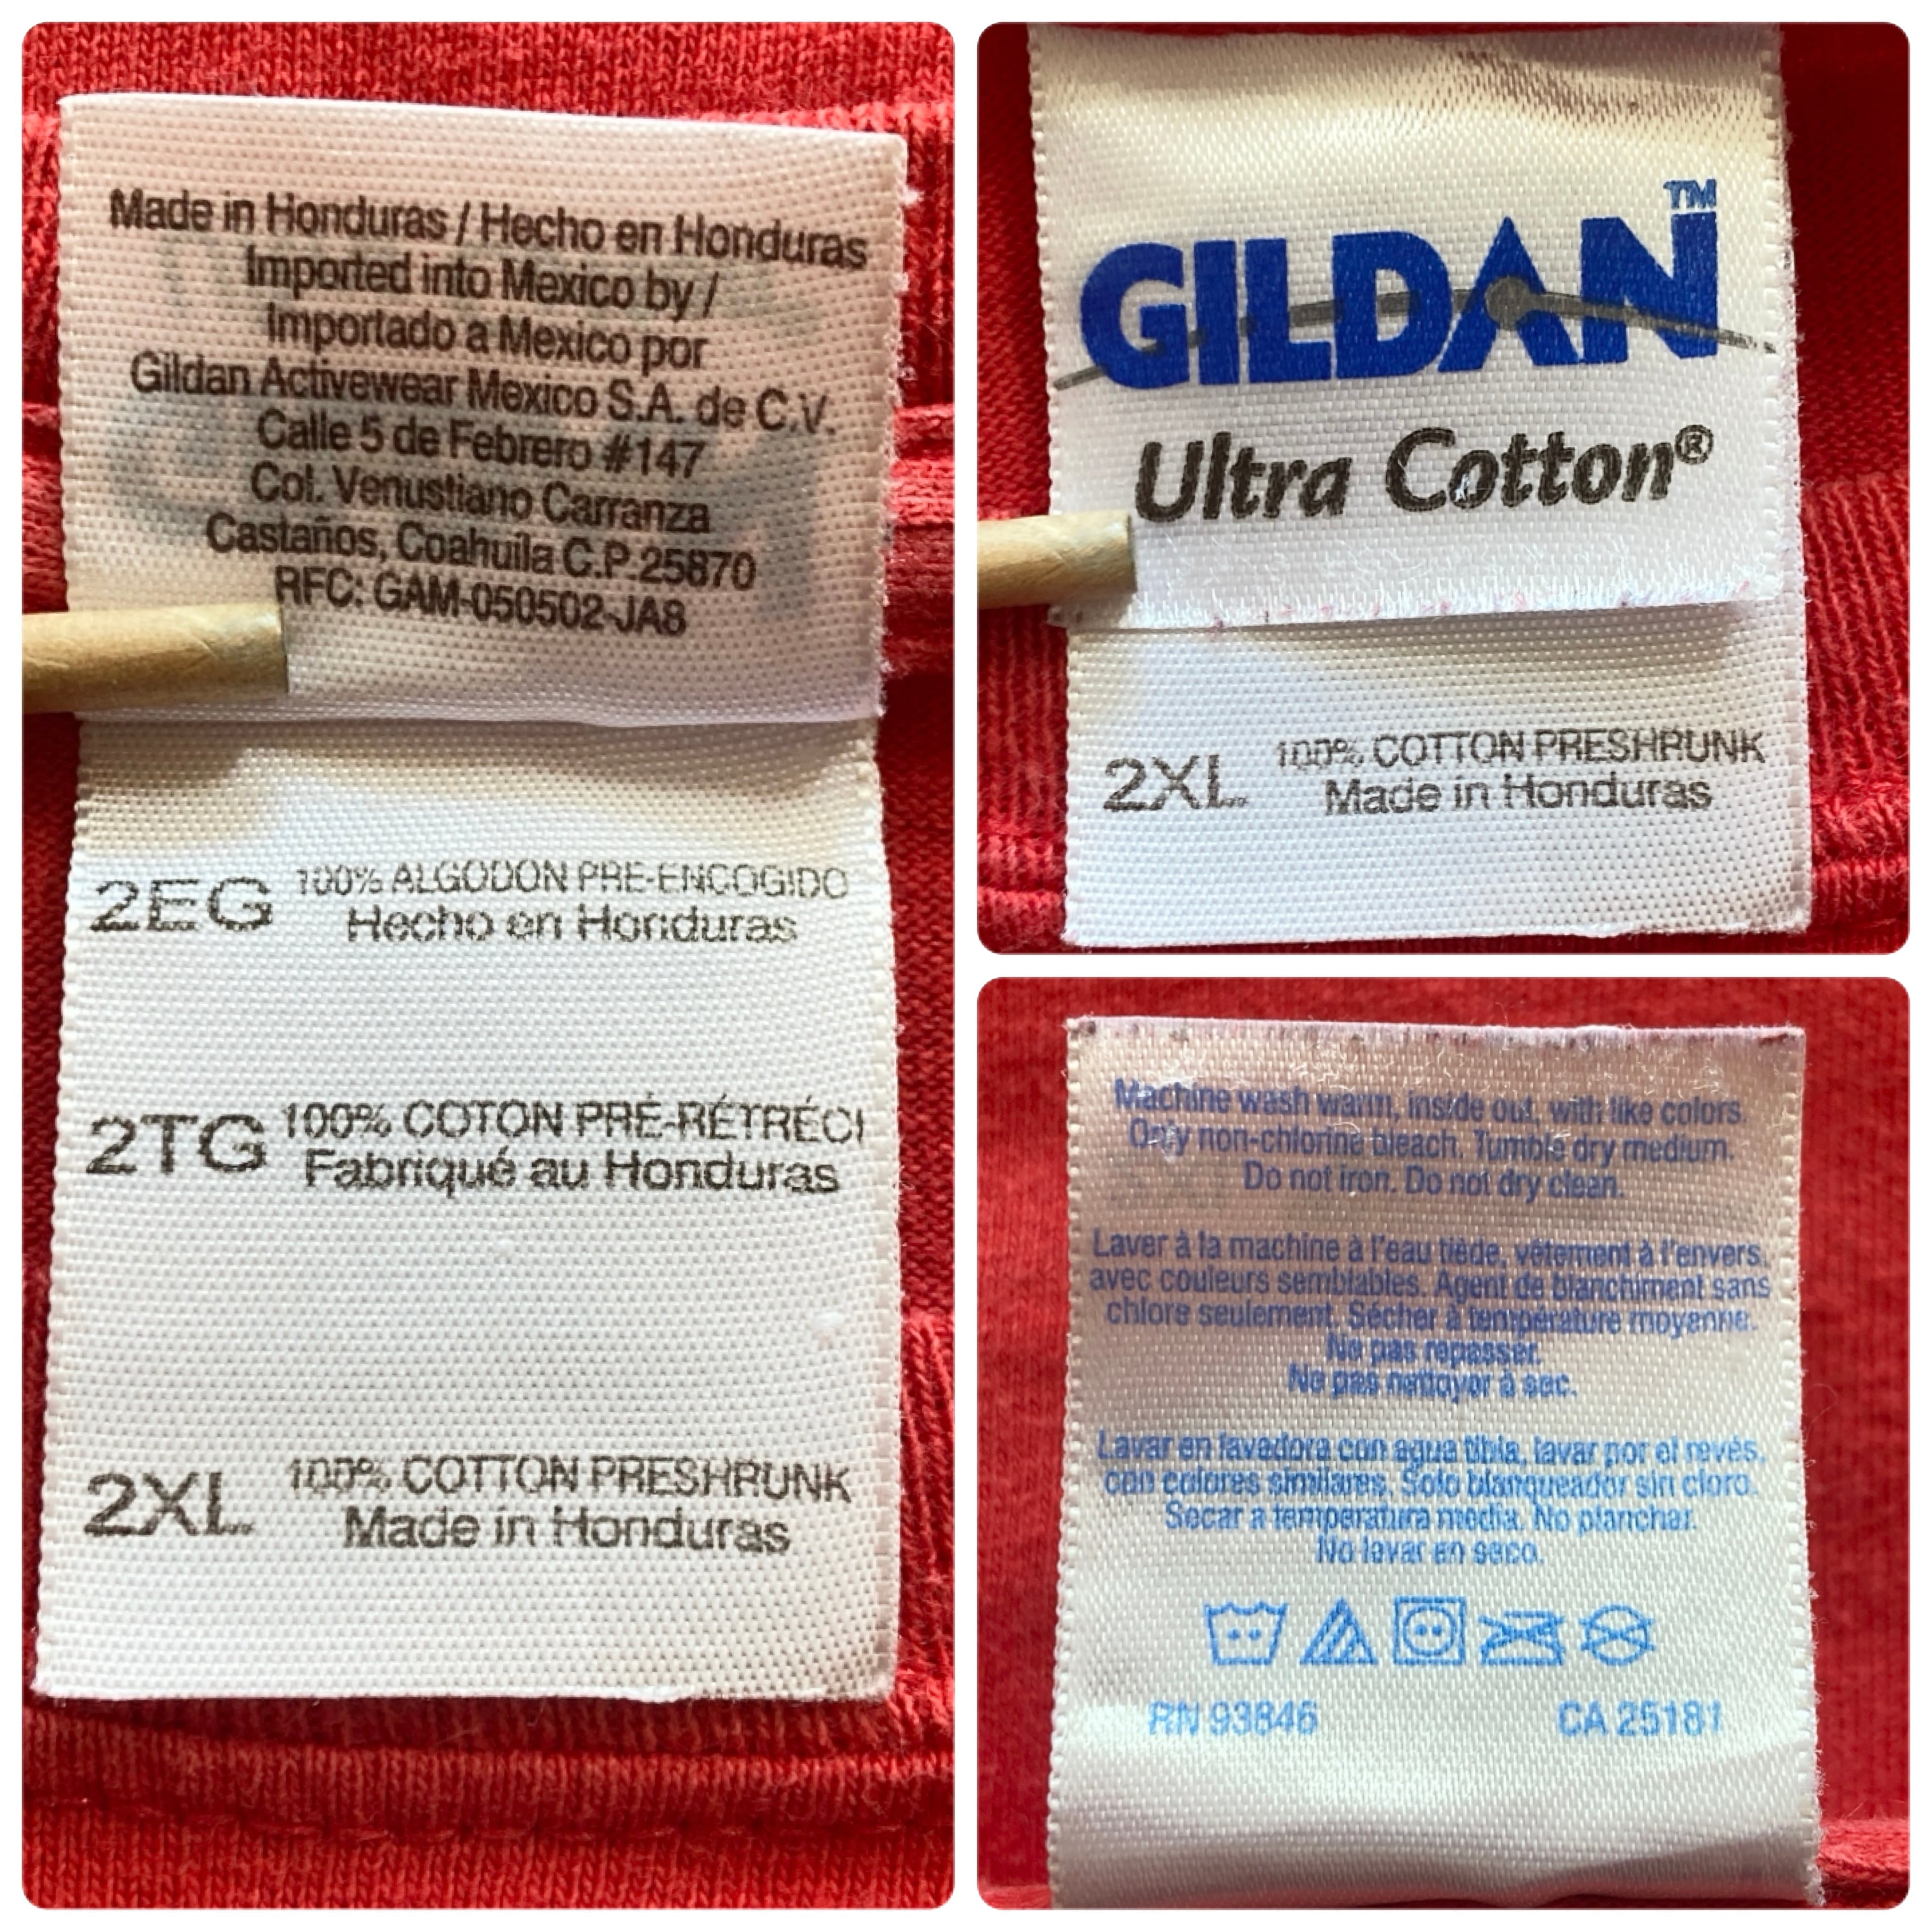 Made in Honduras / Hecho en Honduras
Imported into Mexico by /
Importado a Mexico por
Gildan Activewear Mexico S.A. de C.V.
Calle 5 de Febrero #147
Col. Venustiano Carranza
Castaños, Coahuila C.P.25870
RFC: GAM-050502-JA8
2EG 100% ALGODON PRE-ENCOGIDO
Hecho en Honduras
2TG 100% COTON PRÉ-RÉTRÉCI
Fabriqué au Honduras
2XL 100% COTTON PRESHRUNK
Made in Honduras
GILDAN™
Ultra Cotton®
2XL 100% COTTON PRESHRUNK
Made in Honduras
Machine wash warm, inside out, with like colors.
Only non-chlorine bleach. Tumble dry medium.
Do not iron. Do not dry clean.
Laver à la machine à l'eau tiède, vêtement à l'envers,
avec couleurs semblables. Agent de blanchiment sans
chlore seulement. Sécher à température moyenne.
Ne pas repasser.
Ne pas nettoyer à sec.
Lavar en lavadora con agua tibia, lavar por el revés,
con colores similares. Solo blanqueador sin cloro.
Secar a temperatura media. No planchar.
No lavar en seco.
RN 93846 CA 25181